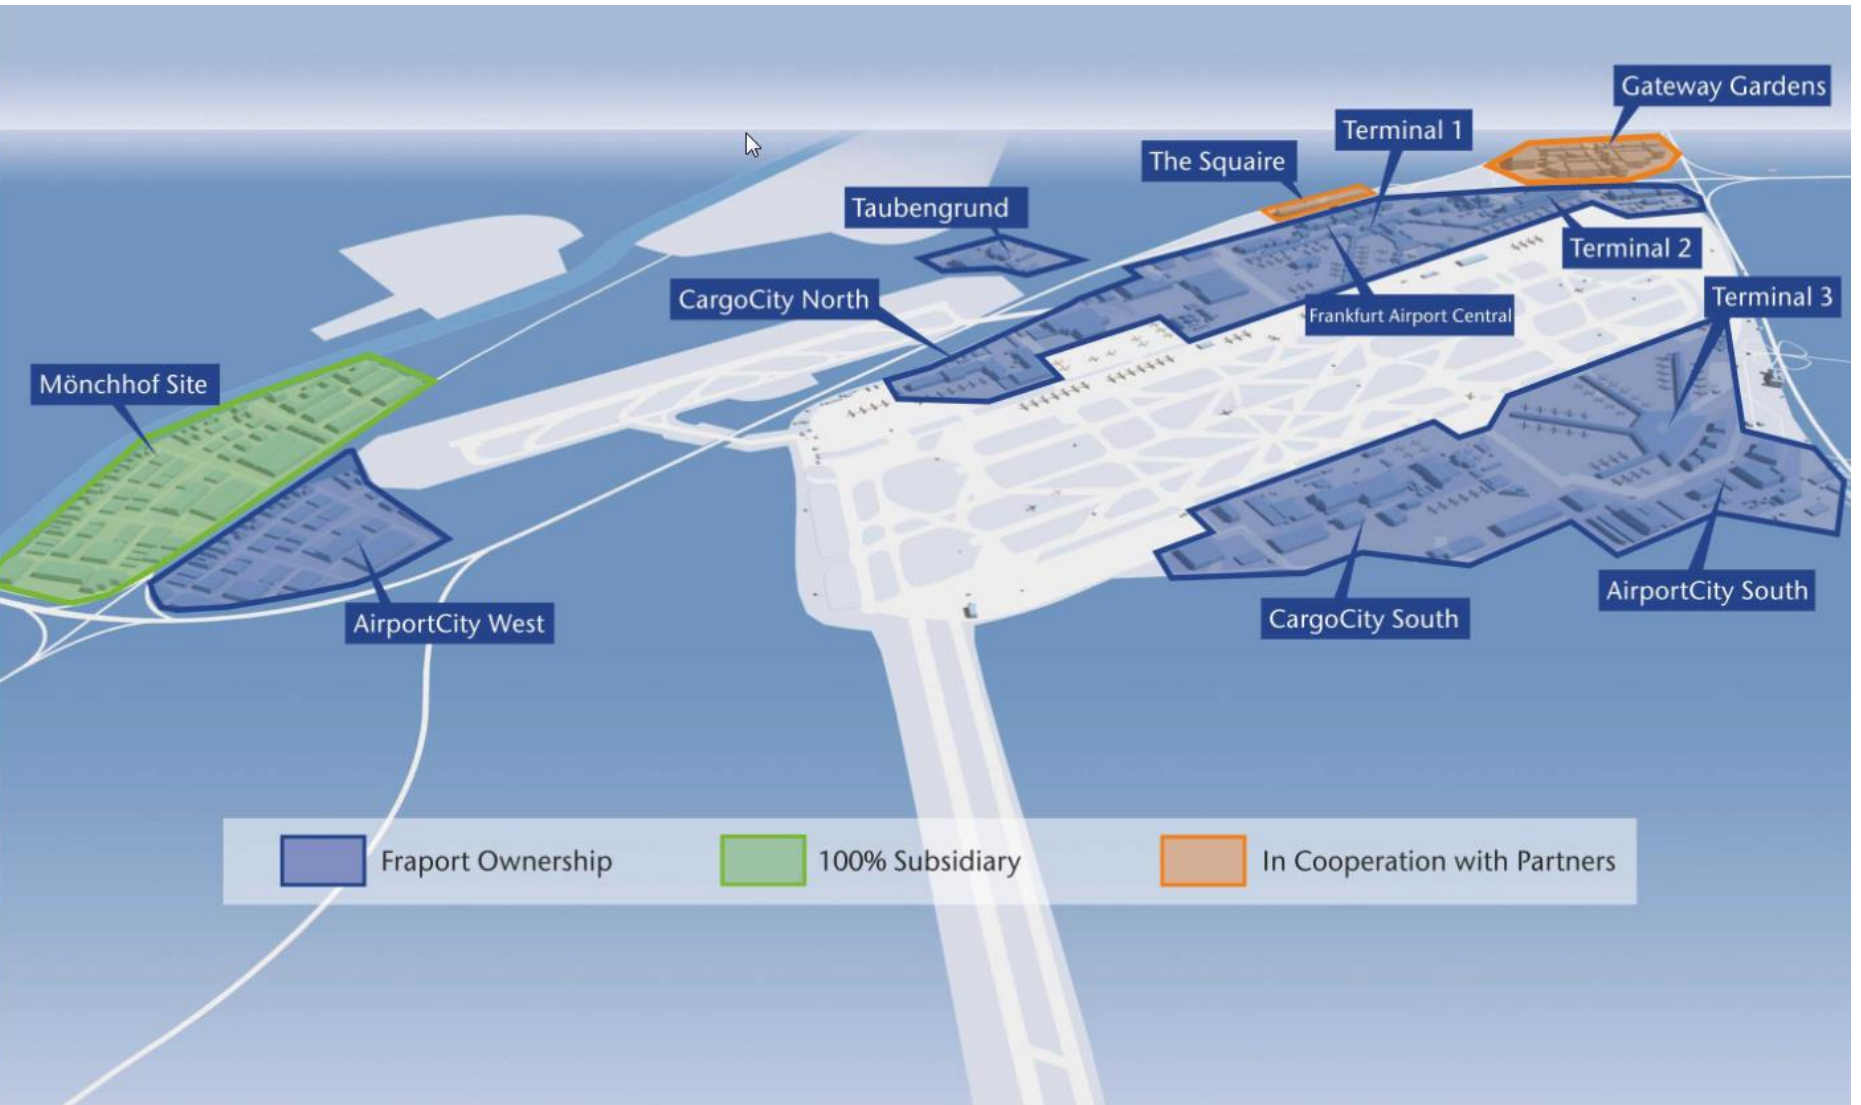 Gateway Gardens
Terminal 1
The Squaire
Taubengrund
Terminal 2
CargoCity North
Terminal 3
Frankfurt Airport Central
Mönchhof Site
AirportCity South
CargoCity South
AirportCity West
Fraport Ownership
100% Subsidiary
In Cooperation with Partners